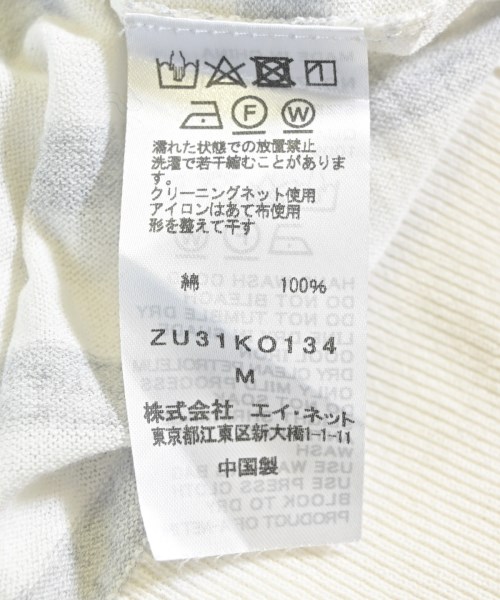 F W
濡れた状態での放置禁止
洗濯で若干縮むことがありま
す。
クリーニングネット使用
アイロンはあて布使用
形を整えて干す
綿 100%
ZU31KO134
M
株式会社 エイ・ネット
東京都江東区新大橋1-1-11
中国製